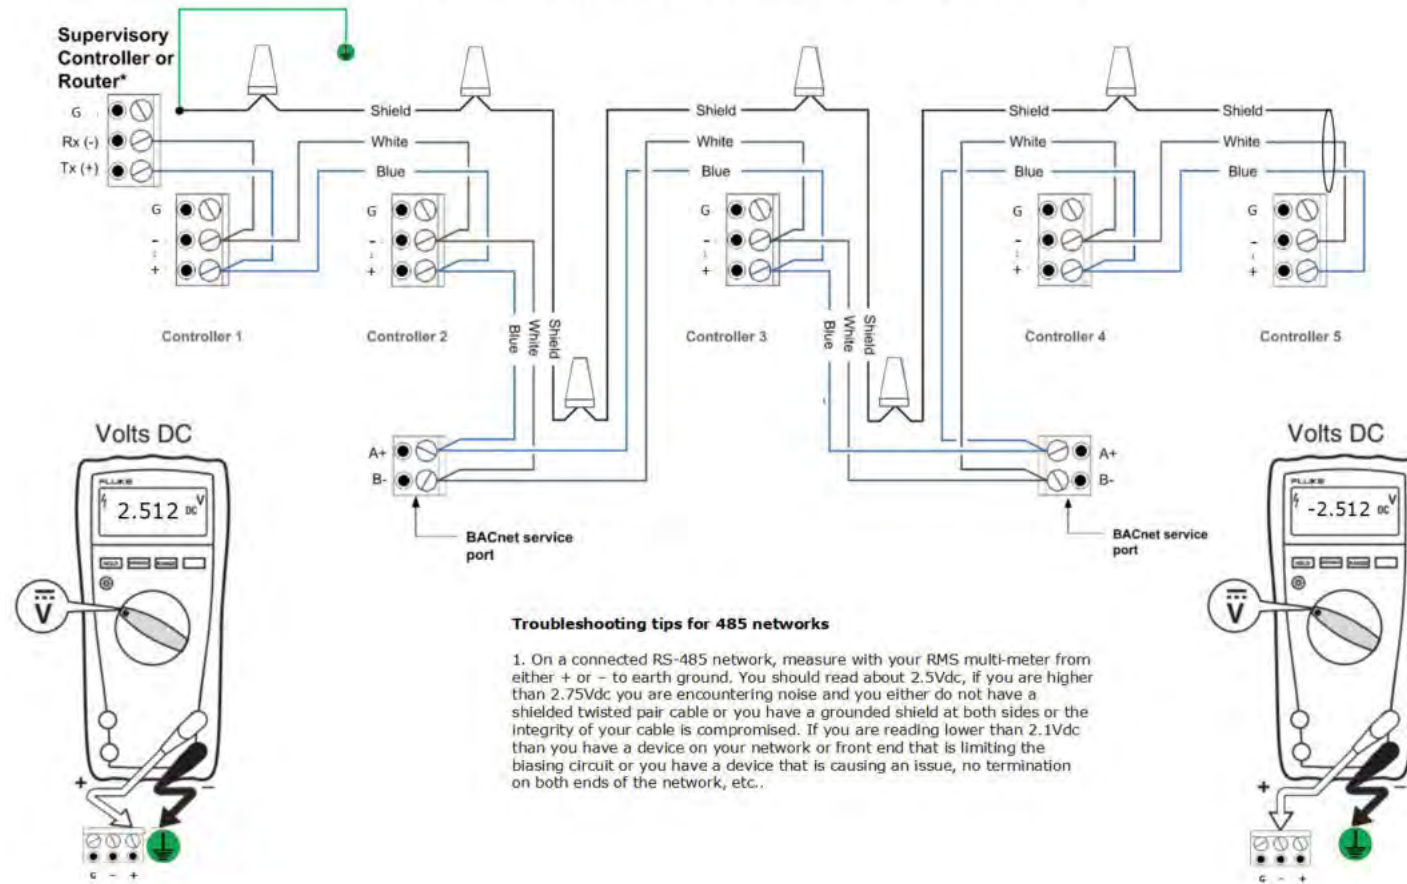 Supervisory
Controller or
Router*
G
Rx (-)
Tx (+)
Shield
White
Blue
Shield
White
Blue
Shield
White
Blue
Shield
White
Blue
G
-
+
Controller 1
G
-
+
Controller 2
G
-
+
Controller 3
G
-
+
Controller 4
G
-
+
Controller 5
Blue
White
Shield
Blue
White
Shield
A+
B-
BACnet service
port
A+
B-
BACnet service
port
Volts DC
FLUKE
2.512 DC V
HOLD
RANGE
V
+
-
G - +
Volts DC
FLUKE
-2.512 DC V
HOLD
RANGE
V
+
-
G - +
Troubleshooting tips for 485 networks
1. On a connected RS-485 network, measure with your RMS multi-meter from
either + or – to earth ground. You should read about 2.5Vdc, if you are higher
than 2.75Vdc you are encountering noise and you either do not have a
shielded twisted pair cable or you have a grounded shield at both sides or the
integrity of your cable is compromised. If you are reading lower than 2.1Vdc
than you have a device on your network or front end that is limiting the
biasing circuit or you have a device that is causing an issue, no termination
on both ends of the network, etc..